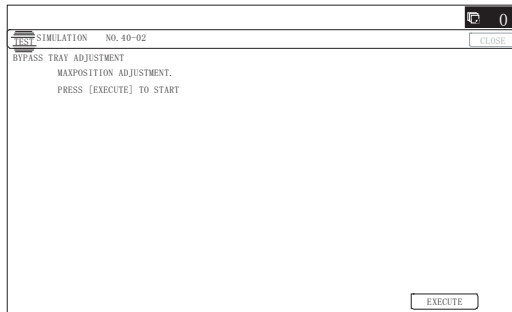 0
TEST SIMULATION NO.40-02
CLOSE
BYPASS TRAY ADJUSTMENT
MAXPOSITION ADJUSTMENT.
PRESS [EXECUTE] TO START
EXECUTE